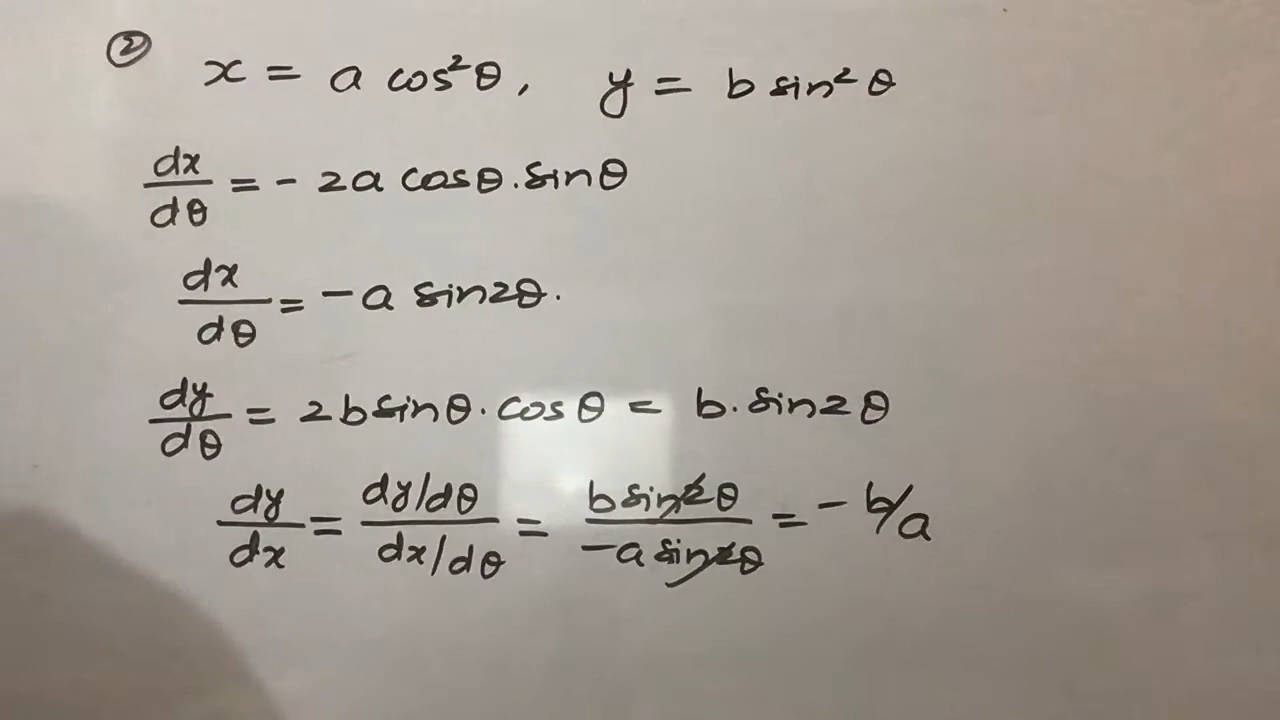 ② x = a cos²θ, y = b sin²θ
dx/dθ = - 2a cosθ.sinθ
dx/dθ = -a sin2θ.
dy/dθ = 2b sinθ.cosθ = b.sin2θ
dy/dx = (dy/dθ)/(dx/dθ) = (b sin2θ)/(-a sin2θ) = - b/a